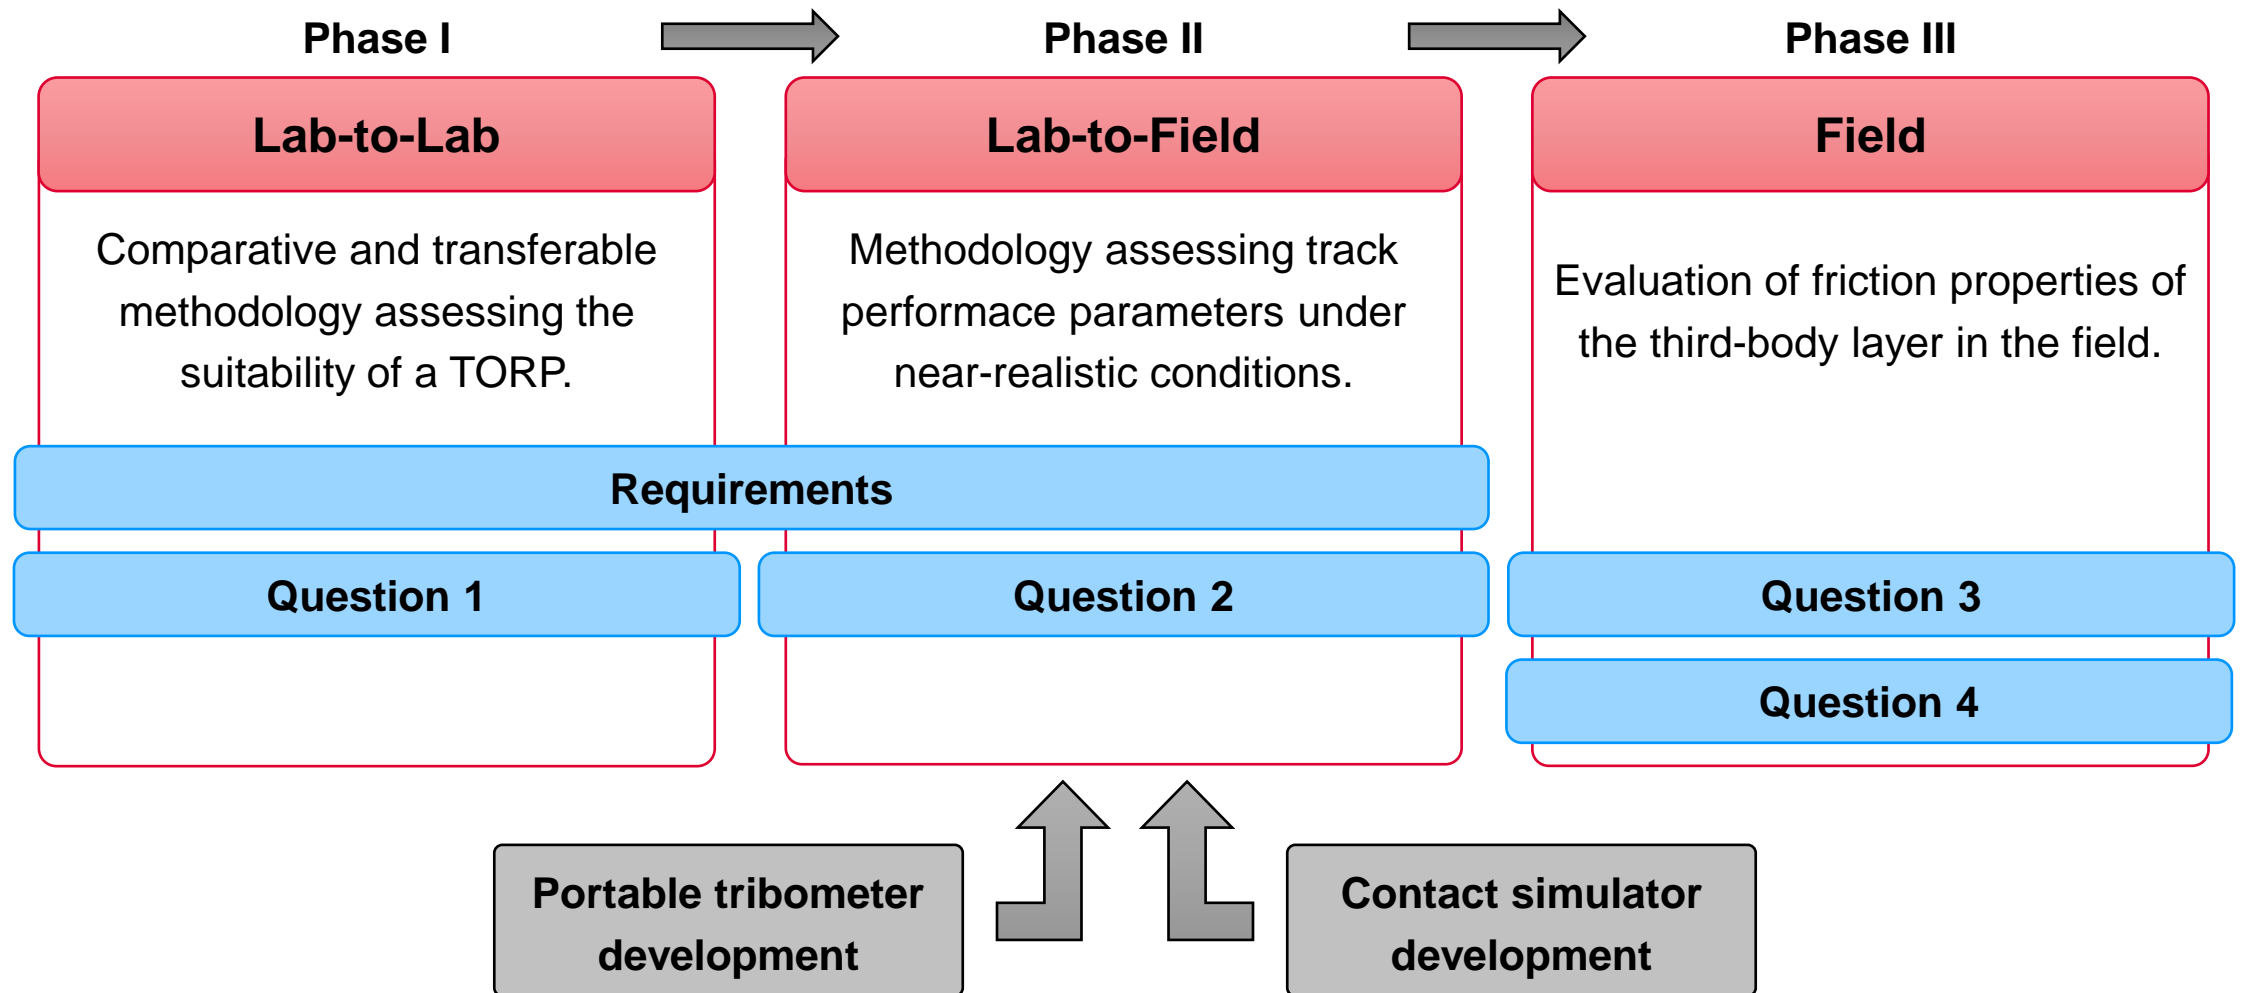 Phase I
Phase II
Phase III
Lab-to-Lab
Comparative and transferable
methodology assessing the
suitability of a TORP.
Lab-to-Field
Methodology assessing track
performace parameters under
near-realistic conditions.
Field
Evaluation of friction properties of
the third-body layer in the field.
Requirements
Question 1
Question 2
Question 3
Question 4
Portable tribometer
development
Contact simulator
development